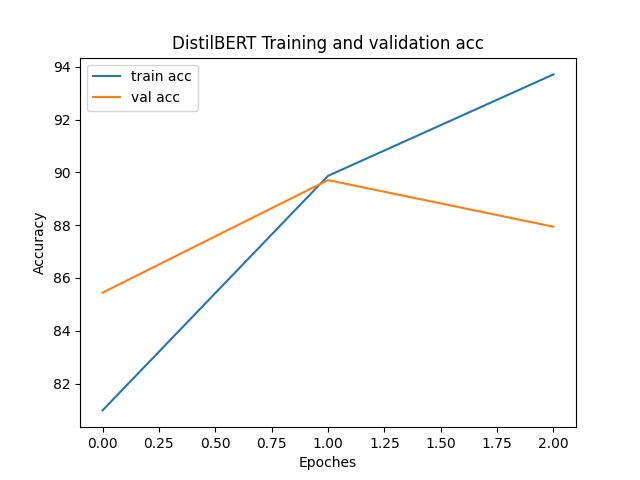 DistilBERT Training and validation acc
train acc
val acc
Accuracy
94
92
90
88
86
84
82
0.00 0.25 0.50 0.75 1.00 1.25 1.50 1.75 2.00
Epoches